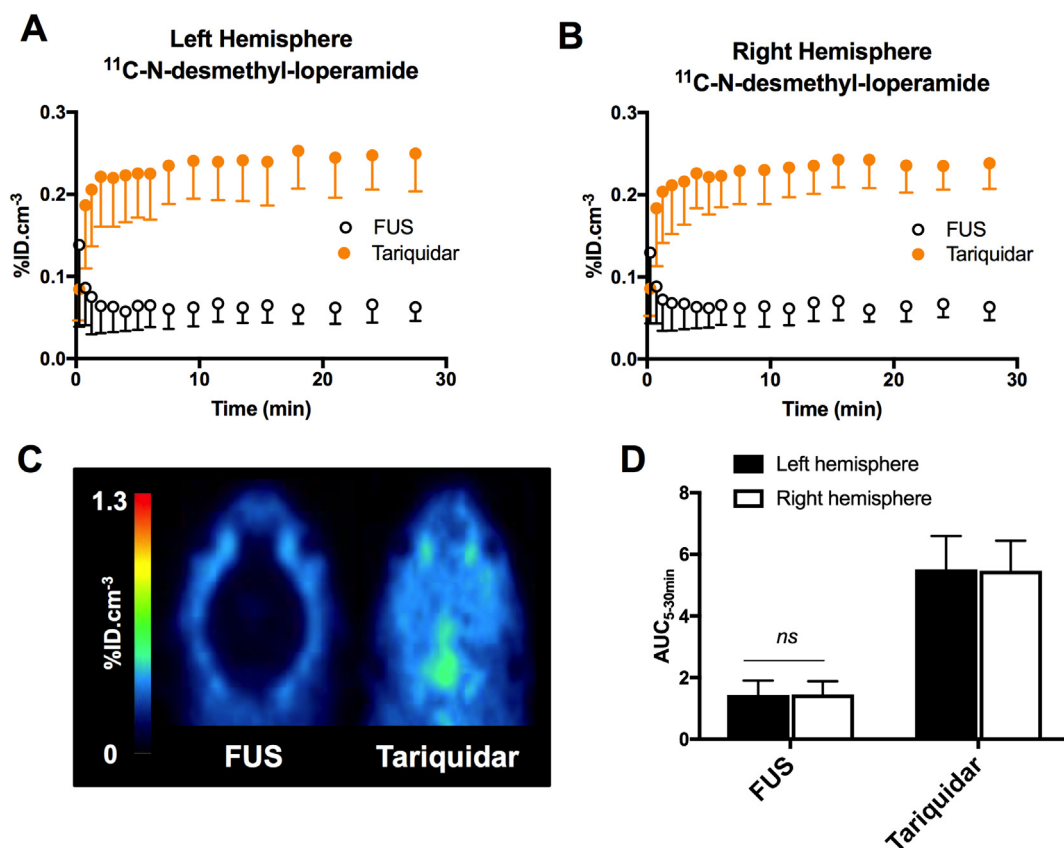 A
Left Hemisphere
¹¹C-N-desmethyl-loperamide
%ID.cm⁻³
0.3
0.2
0.1
0.0
0
10
20
30
Time (min)
FUS
Tariquidar
B
Right Hemisphere
¹¹C-N-desmethyl-loperamide
%ID.cm⁻³
0.3
0.2
0.1
0.0
0
10
20
30
Time (min)
FUS
Tariquidar
C
1.3
%ID.cm⁻³
0
FUS
Tariquidar
D
Left hemisphere
Right hemisphere
AUC₅₋₃₀ₘᵢₙ
8
6
4
2
0
ns
FUS
Tariquidar